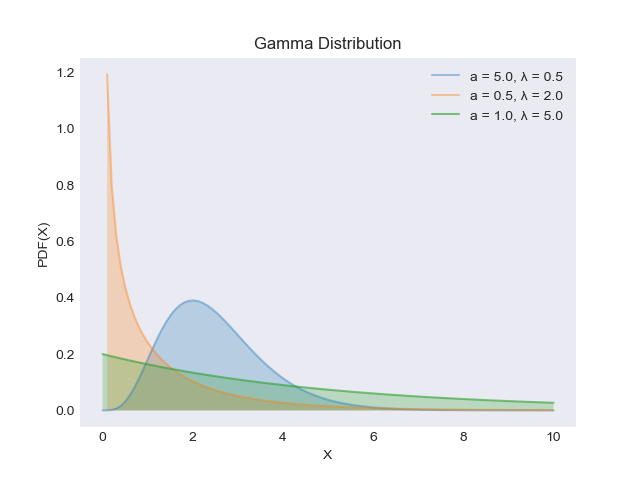 Gamma Distribution
a = 5.0, λ = 0.5
a = 0.5, λ = 2.0
a = 1.0, λ = 5.0
PDF(X)
1.2
1.0
0.8
0.6
0.4
0.2
0.0
0 2 4 6 8 10
X